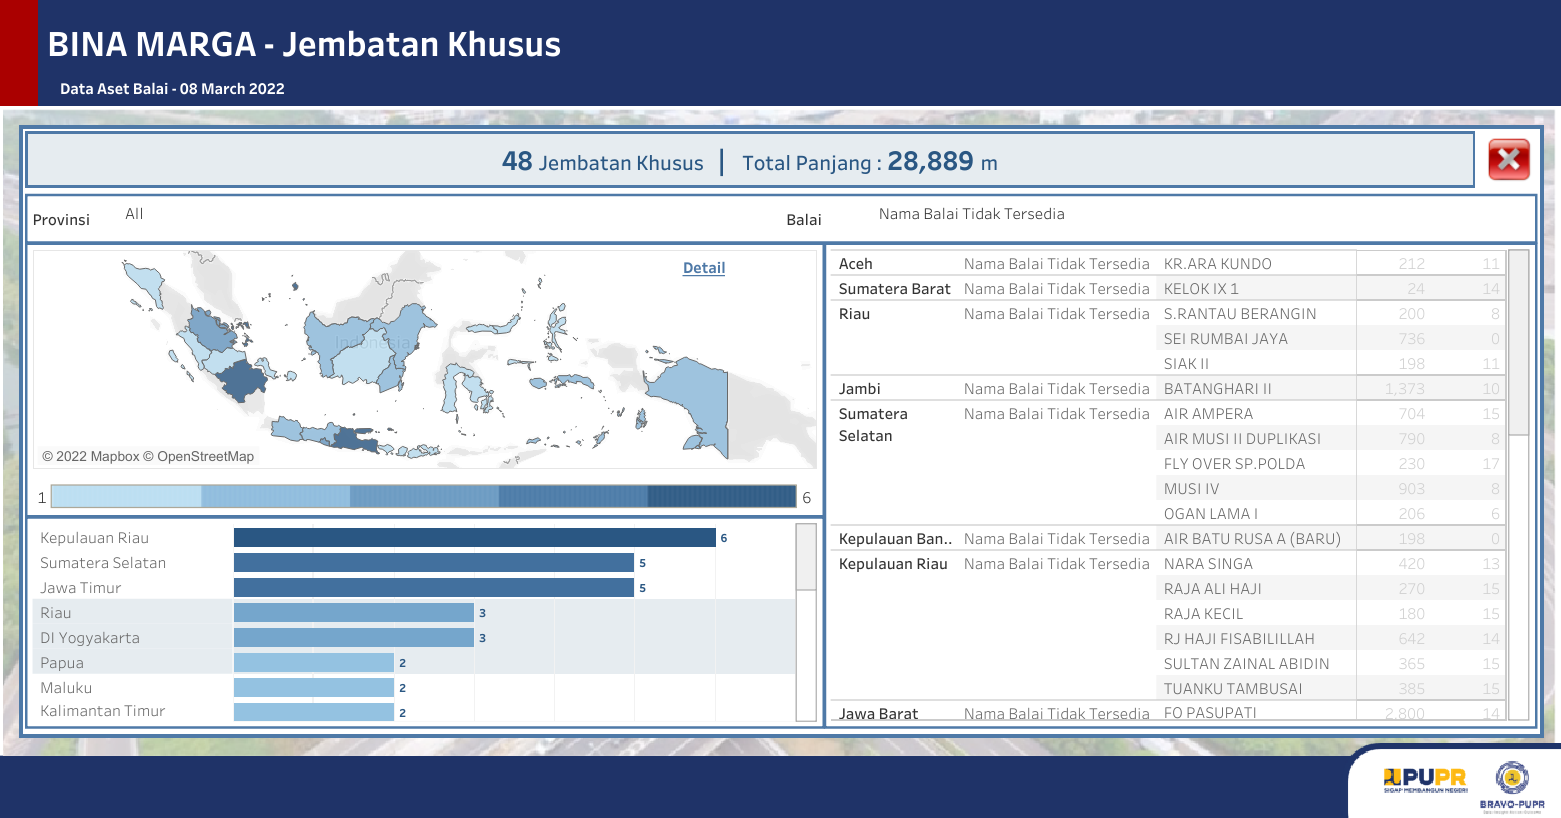 BINA MARGA - Jembatan Khusus
Data Aset Balai - 08 March 2022
48 Jembatan Khusus | Total Panjang : 28,889 m
Provinsi All Balai Nama Balai Tidak Tersedia
Detail
Indonesia
© 2022 Mapbox © OpenStreetMap
1 6
Kepulauan Riau 6
Sumatera Selatan 5
Jawa Timur 5
Riau 3
DI Yogyakarta 3
Papua 2
Maluku 2
Kalimantan Timur 2
Aceh Nama Balai Tidak Tersedia KR.ARA KUNDO 212 11
Sumatera Barat Nama Balai Tidak Tersedia KELOK IX 1 24 14
Riau Nama Balai Tidak Tersedia S.RANTAU BERANGIN 200 8
SEI RUMBAI JAYA 736 0
SIAK II 198 11
Jambi Nama Balai Tidak Tersedia BATANGHARI II 1,373 10
Sumatera Nama Balai Tidak Tersedia AIR AMPERA 704 15
Selatan AIR MUSI II DUPLIKASI 790 8
FLY OVER SP.POLDA 230 17
MUSI IV 903 8
OGAN LAMA I 206 6
Kepulauan Ban.. Nama Balai Tidak Tersedia AIR BATU RUSA A (BARU) 198 0
Kepulauan Riau Nama Balai Tidak Tersedia NARA SINGA 420 13
RAJA ALI HAJI 270 15
RAJA KECIL 180 15
RJ HAJI FISABILILLAH 642 14
SULTAN ZAINAL ABIDIN 365 15
TUANKU TAMBUSAI 385 15
Jawa Barat Nama Balai Tidak Tersedia FO PASUPATI 2,800 14
PUPR
SIGAP MEMBANGUN NEGERI
BRAVO-PUPR